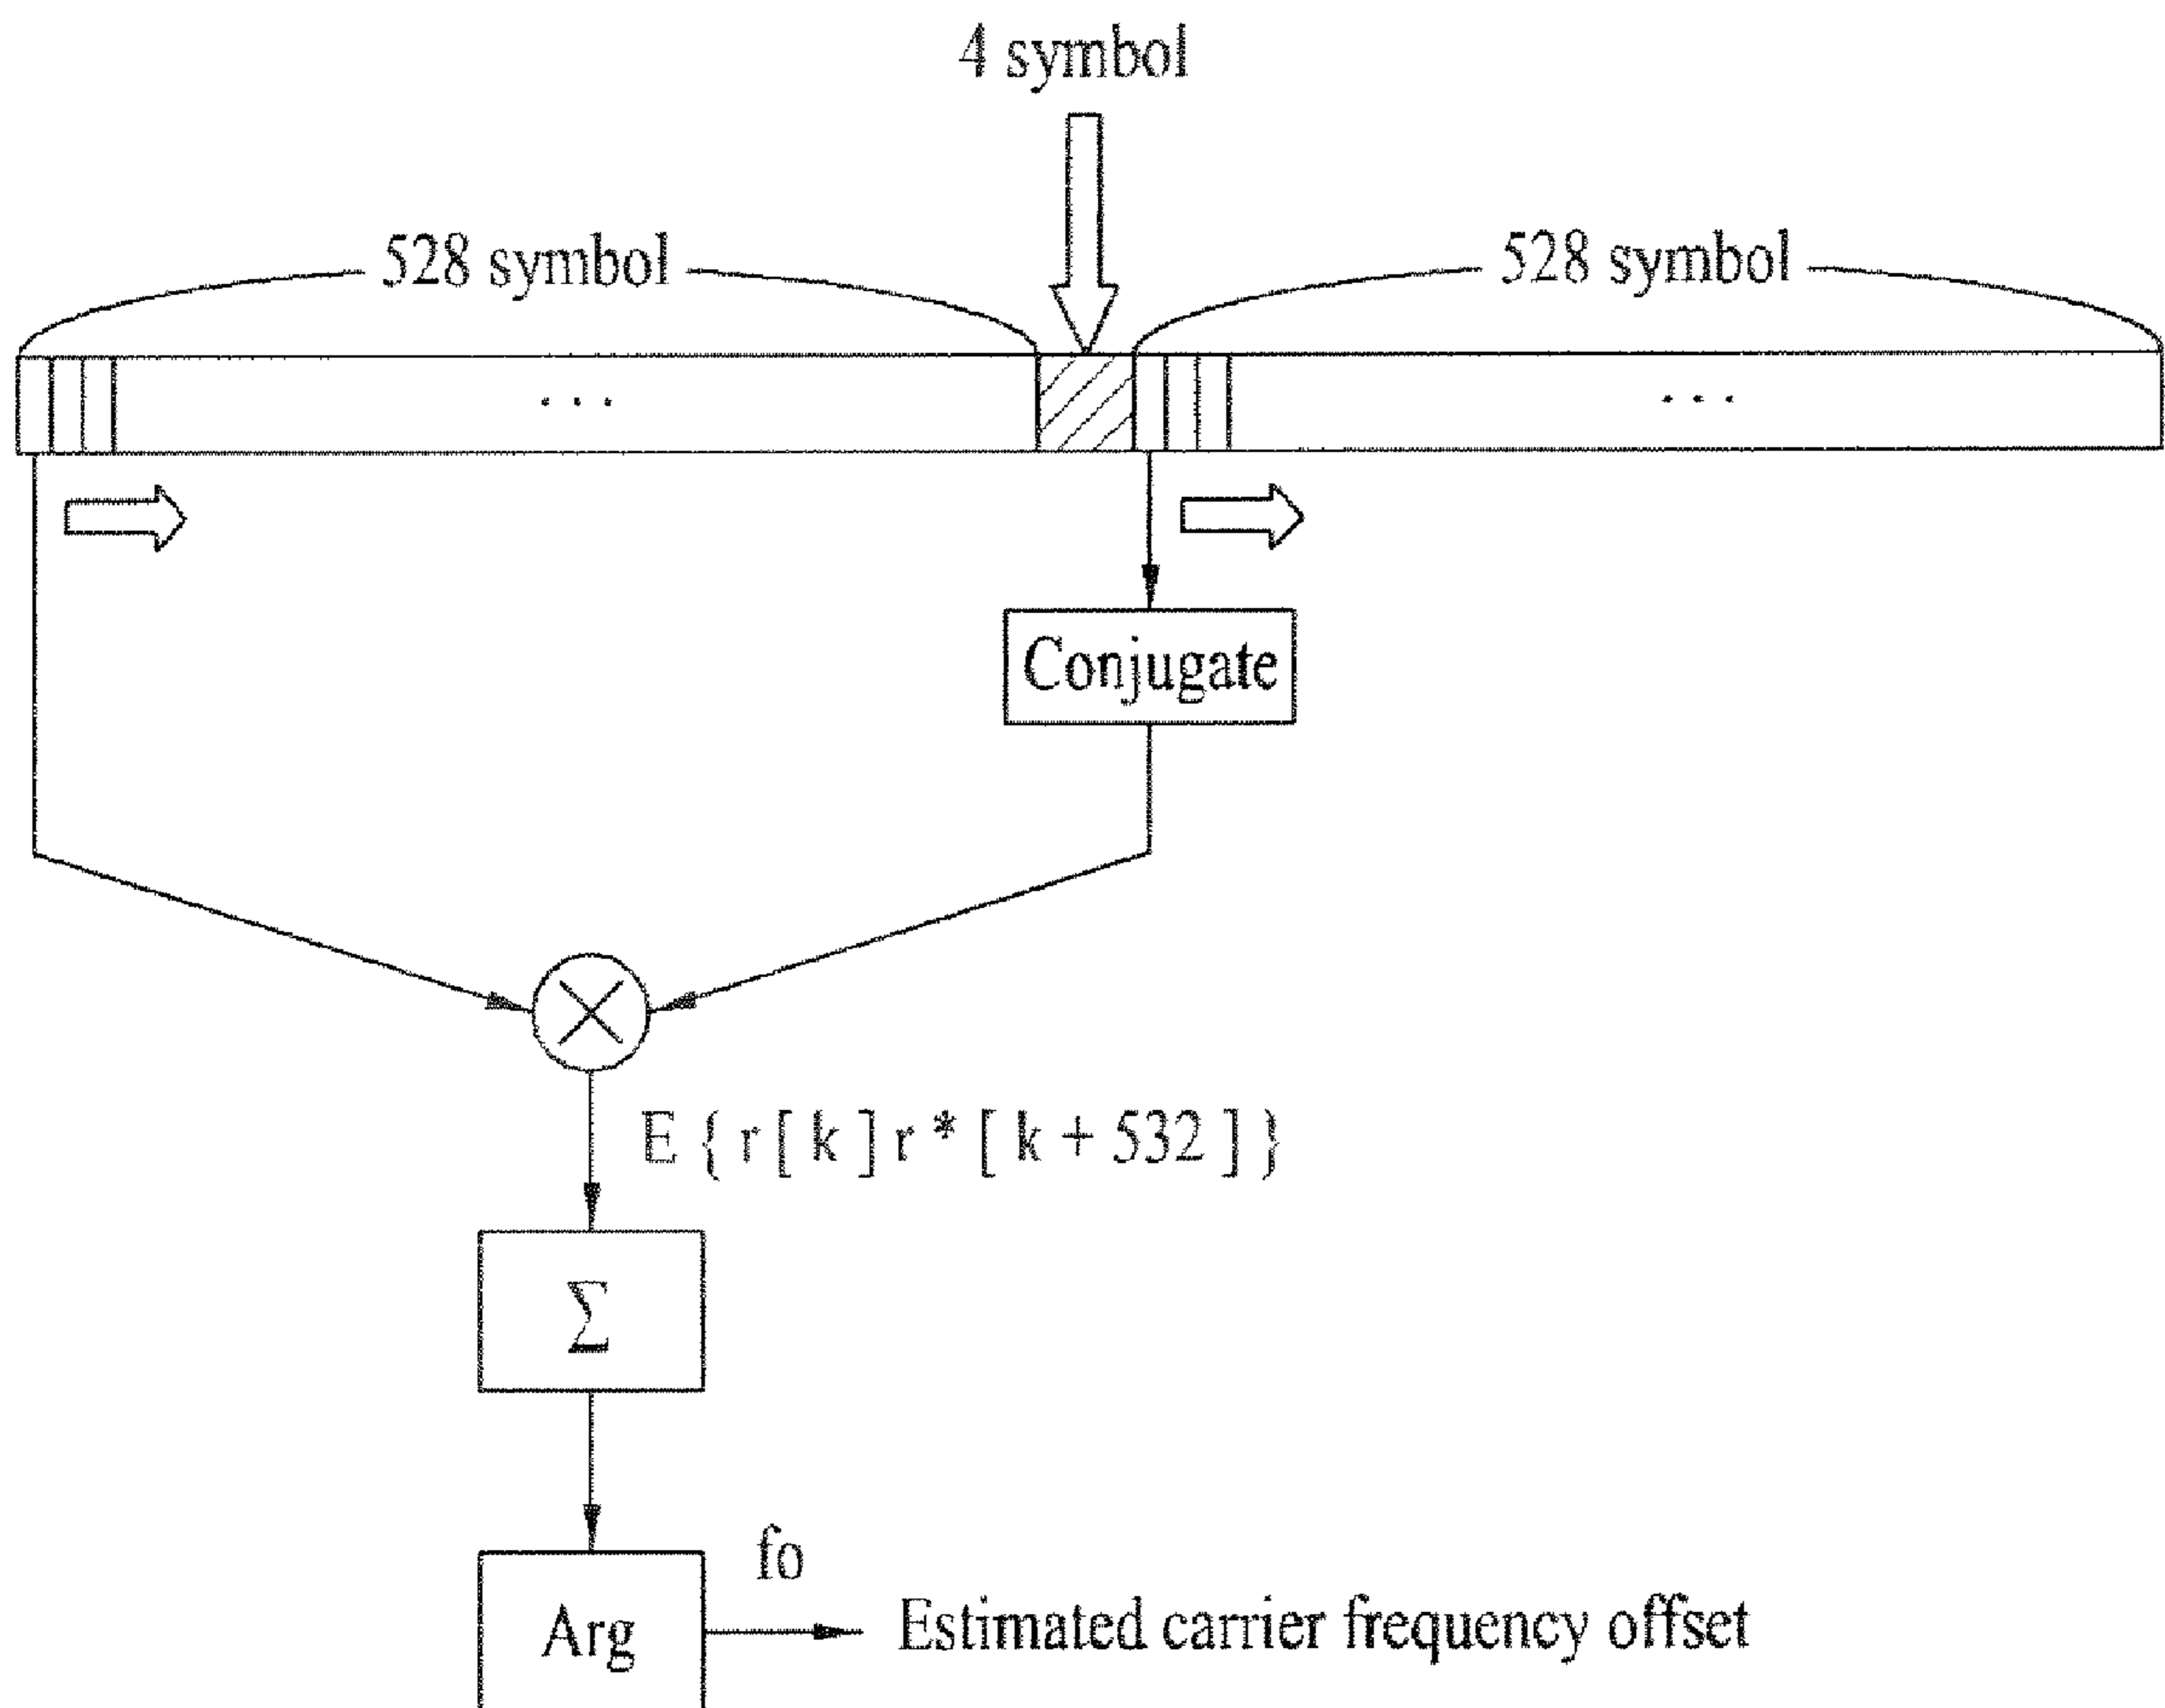 4 symbol
528 symbol
528 symbol
. . .
. . .
Conjugate
E { r [ k ] r * [ k + 532 ] }
Σ
fo
Arg
Estimated carrier frequency offset